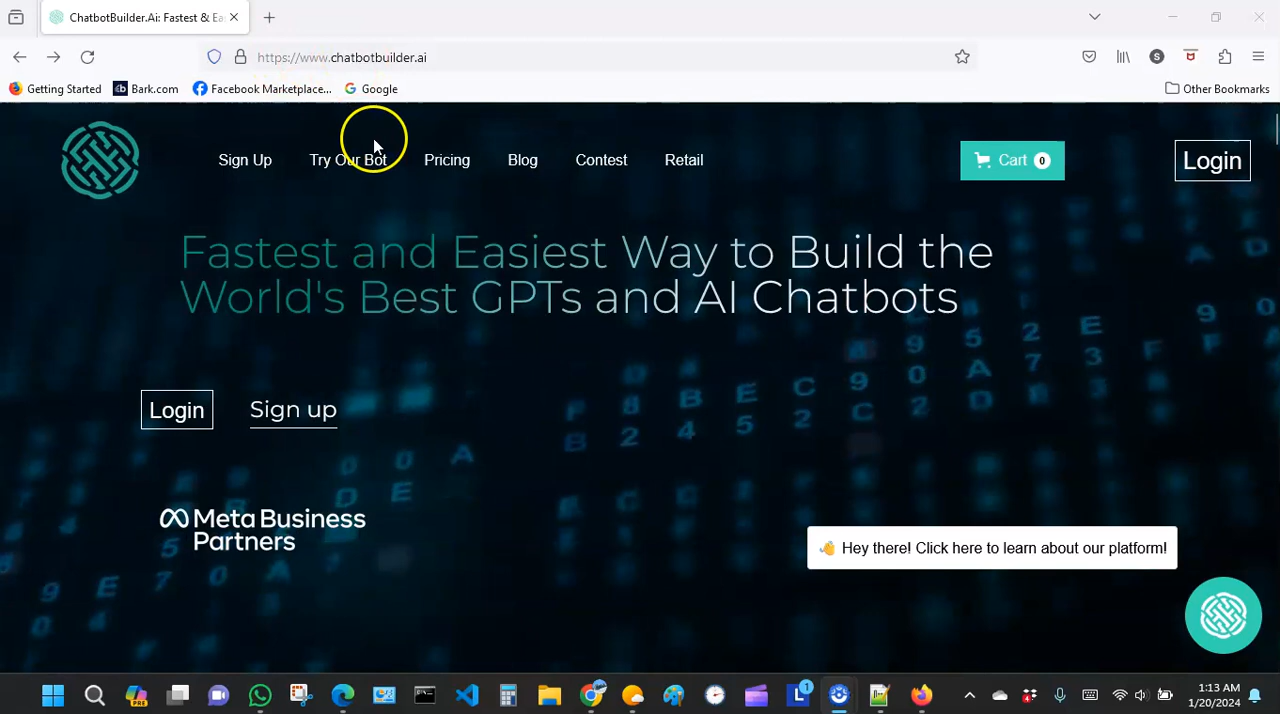 ChatbotBuilder.Ai: Fastest & Ea
https://www.chatbotbuilder.ai
Getting Started
Bark.com
Facebook Marketplace...
Google
Other Bookmarks
Sign Up
Try Our Bot
Pricing
Blog
Contest
Retail
Cart 0
Login
Fastest and Easiest Way to Build the
World's Best GPTs and AI Chatbots
Login
Sign up
Meta Business
Partners
👋 Hey there! Click here to learn about our platform!
1:13 AM
1/20/2024